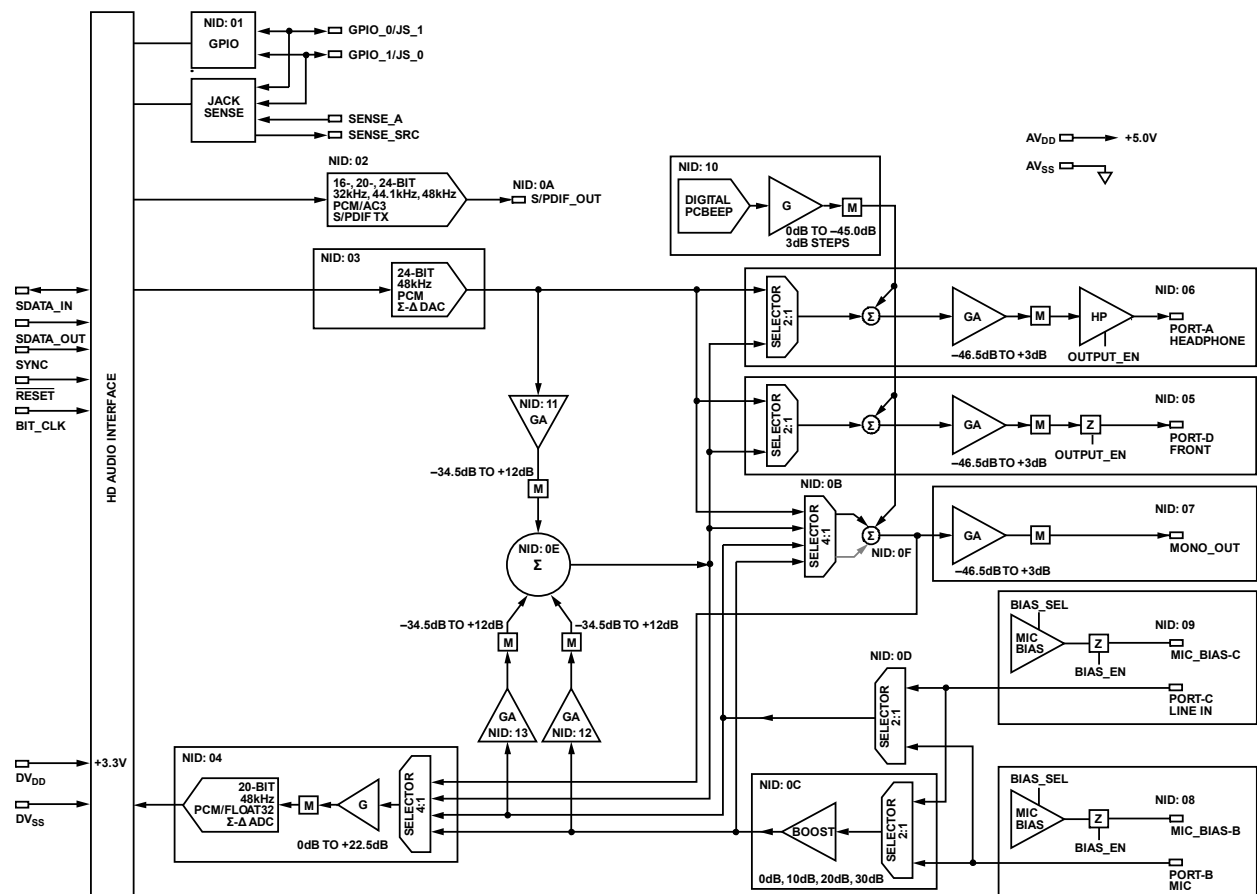 NID: 01
GPIO
GPIO_0/JS_1
GPIO_1/JS_0
JACK
SENSE
SENSE_A
SENSE_SRC
AVDD
+5.0V
AVSS
NID: 02
16-, 20-, 24-BIT
32kHz, 44.1kHz, 48kHz
PCM/AC3
S/PDIF TX
NID: 0A
S/PDIF_OUT
NID: 10
DIGITAL
PCBEEP
G
M
0dB TO –45.0dB
3dB STEPS
NID: 03
24-BIT
48kHz
PCM
Σ-Δ DAC
SDATA_IN
SDATA_OUT
SYNC
RESET
BIT_CLK
HD AUDIO INTERFACE
SELECTOR
2:1
Σ
GA
–46.5dB TO +3dB
M
HP
OUTPUT_EN
NID: 06
PORT-A
HEADPHONE
SELECTOR
2:1
Σ
GA
–46.5dB TO +3dB
M
Z
OUTPUT_EN
NID: 05
PORT-D
FRONT
NID: 11
GA
–34.5dB TO +12dB
M
NID: 0E
Σ
NID: 0B
SELECTOR
4:1
Σ
NID: 0F
GA
–46.5dB TO +3dB
M
NID: 07
MONO_OUT
–34.5dB TO +12dB
M
–34.5dB TO +12dB
M
GA
NID: 13
GA
NID: 12
BIAS_SEL
MIC
BIAS
Z
BIAS_EN
NID: 09
MIC_BIAS-C
PORT-C
LINE IN
NID: 0D
SELECTOR
2:1
DVDD
+3.3V
DVSS
NID: 04
20-BIT
48kHz
PCM/FLOAT32
Σ-Δ ADC
M
G
0dB TO +22.5dB
SELECTOR
4:1
NID: 0C
BOOST
SELECTOR
2:1
0dB, 10dB, 20dB, 30dB
BIAS_SEL
MIC
BIAS
Z
BIAS_EN
NID: 08
MIC_BIAS-B
PORT-B
MIC